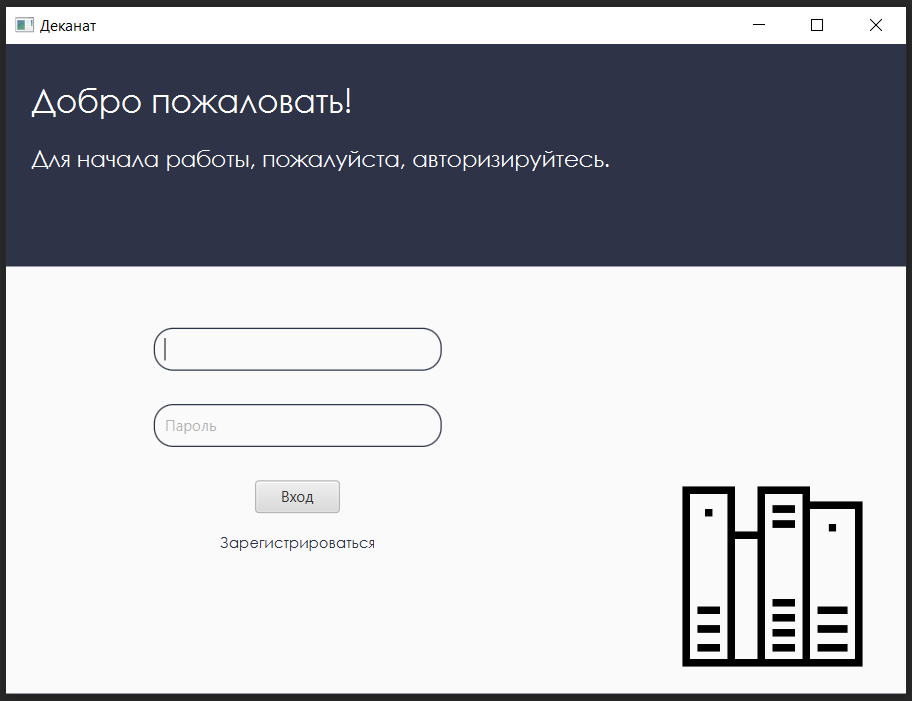 Деканат
Добро пожаловать!
Для начала работы, пожалуйста, авторизируйтесь.
Пароль
Вход
Зарегистрироваться